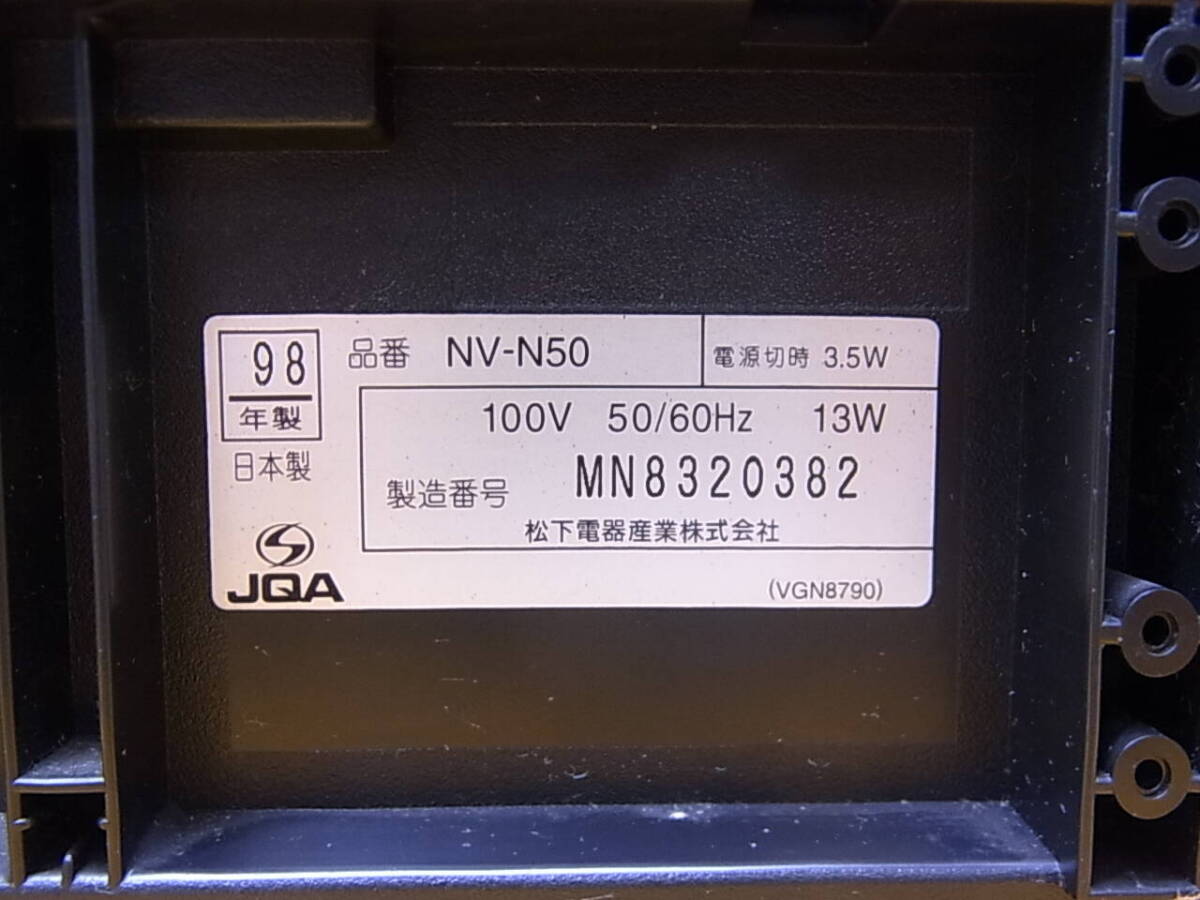 98
年製
日本製
JQA
品番 NV-N50
電源切時 3.5W
100V 50/60Hz 13W
製造番号 MN8320382
松下電器産業株式会社
(VGN8790)